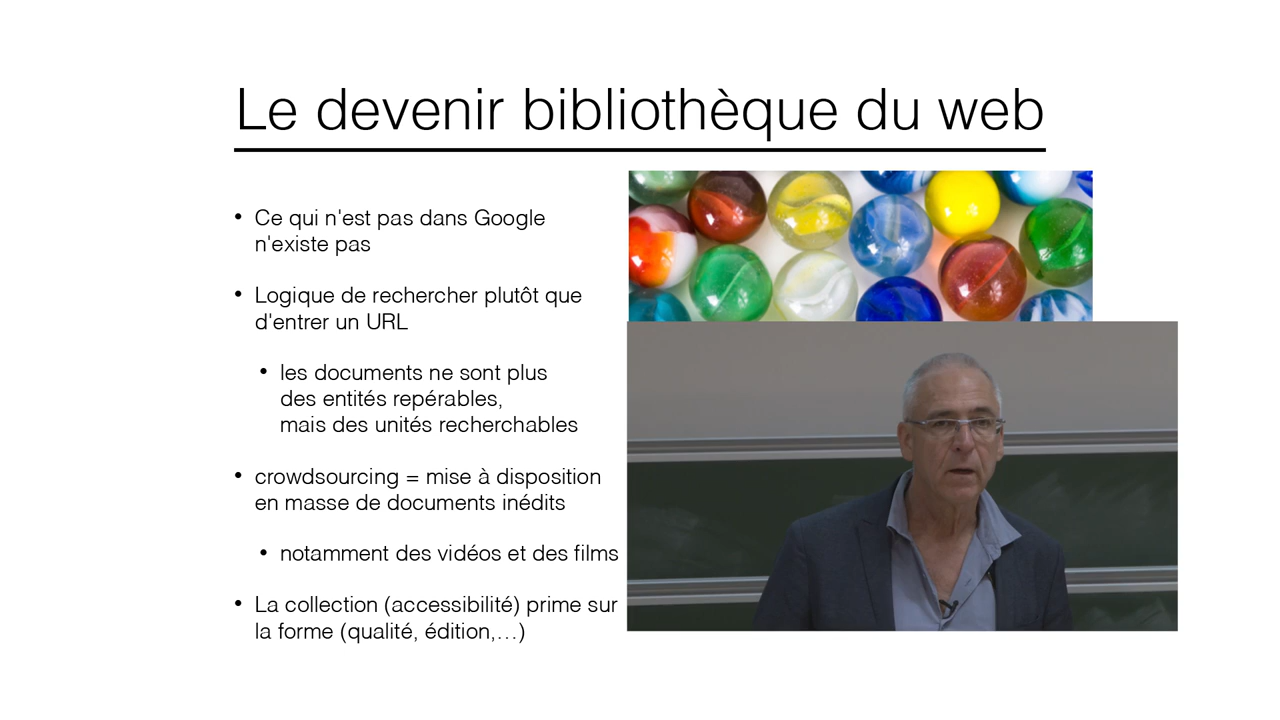 Le devenir bibliothèque du web
• Ce qui n'est pas dans Google
n'existe pas
• Logique de rechercher plutôt que
d'entrer un URL
• les documents ne sont plus
des entités repérables,
mais des unités recherchables
• crowdsourcing = mise à disposition
en masse de documents inédits
• notamment des vidéos et des films
• La collection (accessibilité) prime sur
la forme (qualité, édition,…)